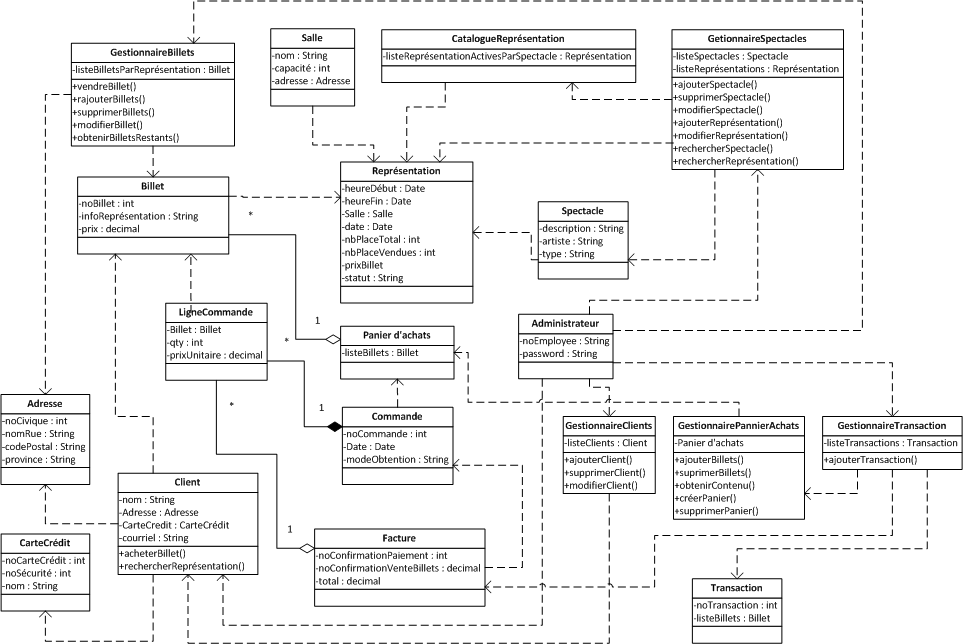 GestionnaireBillets
-listeBilletsParReprésentation : Billet
+vendreBillet()
+rajouterBillets()
+supprimerBillets()
+modifierBillet()
+obtenirBilletsRestants()
Salle
-nom : String
-capacité : int
-adresse : Adresse
CatalogueReprésentation
-listeReprésentationActivesParSpectacle : Représentation
GetionnaireSpectacles
-listeSpectacles : Spectacle
-listeReprésentations : Représentation
+ajouterSpectacle()
+supprimerSpectacle()
+modifierSpectacle()
+ajouterReprésentation()
+modifierReprésentation()
+rechercherSpectacle()
+rechercherReprésentation()
Billet
-noBillet : int
-infoReprésentation : String
-prix : decimal
*
Représentation
-heureDébut : Date
-heureFin : Date
-Salle : Salle
-date : Date
-nbPlaceTotal : int
-nbPlaceVendues : int
-prixBillet
-statut : String
Spectacle
-description : String
-artiste : String
-type : String
LigneCommande
-Billet : Billet
-qty : int
-prixUnitaire : decimal
1
*
*
1
Panier d'achats
-listeBillets : Billet
Administrateur
-noEmployee : String
-password : String
Adresse
-noCivique : int
-nomRue : String
-codePostal : String
-province : String
Commande
-noCommande : int
-Date : Date
-modeObtention : String
GestionnaireClients
-listeClients : Client
+ajouterClient()
+supprimerClient()
+modifierClient()
GestionnairePannierAchats
-Panier d'achats
+ajouterBillets()
+suprimerBillets()
+obtenirContenu()
+créerPanier()
+supprimerPanier()
GestionnaireTransaction
-listeTransactions : Transaction
+ajouterTransaction()
Client
-nom : String
-Adresse : Adresse
-CarteCredit : CarteCrédit
-courriel : String
+acheterBillet()
+rechercherReprésentation()
CarteCrédit
-noCarteCrédit : int
-noSécurité : int
-nom : String
1
Facture
-noConfirmationPaiement : int
-noConfirmationVenteBillets : decimal
-total : decimal
Transaction
-noTransaction : int
-listeBillets : Billet